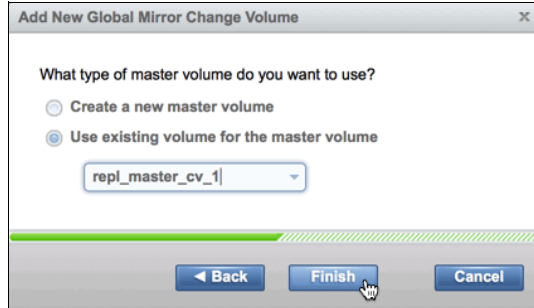 Add New Global Mirror Change Volume x
What type of master volume do you want to use?
Create a new master volume
Use existing volume for the master volume
repl_master_cv_1
Back Finish Cancel